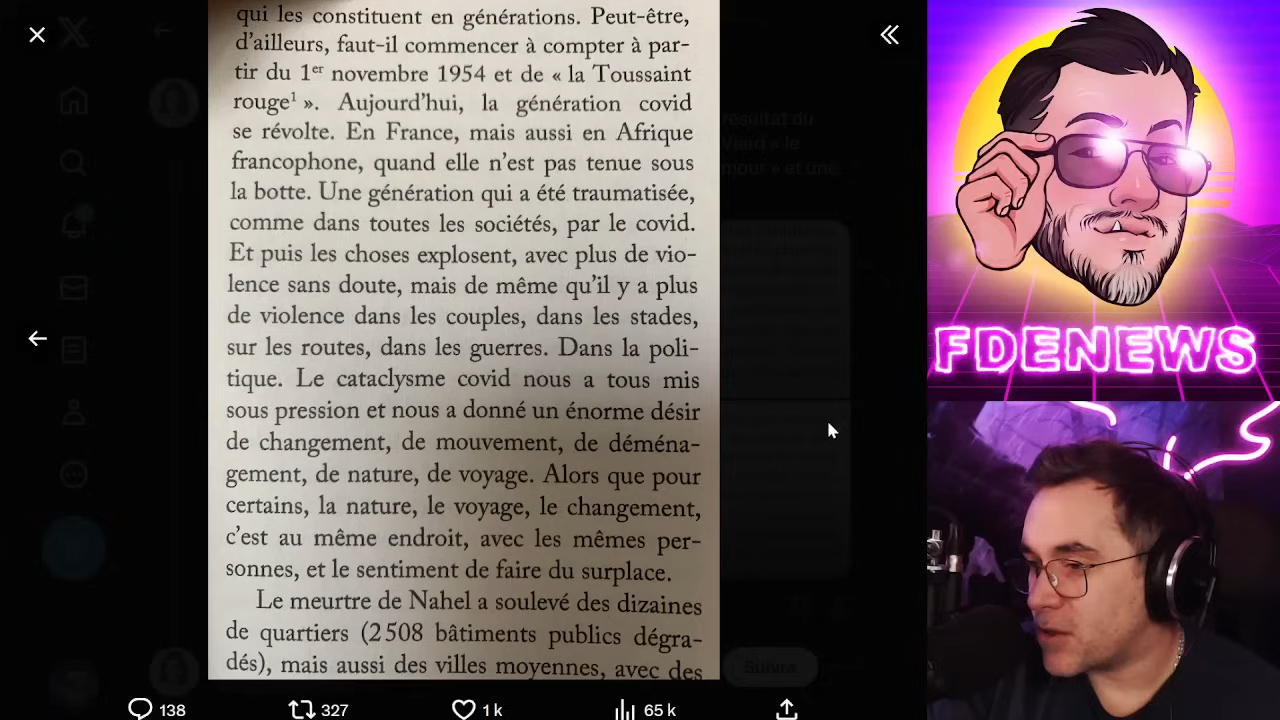 qui les constituent en générations. Peut-être,
d'ailleurs, faut-il commencer à compter à par-
tir du 1er novembre 1954 et de « la Toussaint
rouge1 ». Aujourd'hui, la génération covid
se révolte. En France, mais aussi en Afrique
francophone, quand elle n'est pas tenue sous
la botte. Une génération qui a été traumatisée,
comme dans toutes les sociétés, par le covid.
Et puis les choses explosent, avec plus de vio-
lence sans doute, mais de même qu'il y a plus
de violence dans les couples, dans les stades,
sur les routes, dans les guerres. Dans la poli-
tique. Le cataclysme covid nous a tous mis
sous pression et nous a donné un énorme désir
de changement, de mouvement, de déména-
gement, de nature, de voyage. Alors que pour
certains, la nature, le voyage, le changement,
c'est au même endroit, avec les mêmes per-
sonnes, et le sentiment de faire du surplace.
Le meurtre de Nahel a soulevé des dizaines
de quartiers (2 508 bâtiments publics dégra-
dés), mais aussi des villes moyennes, avec des
138 327 1 k 65 k
résultat du
Suivre
FDENEWS